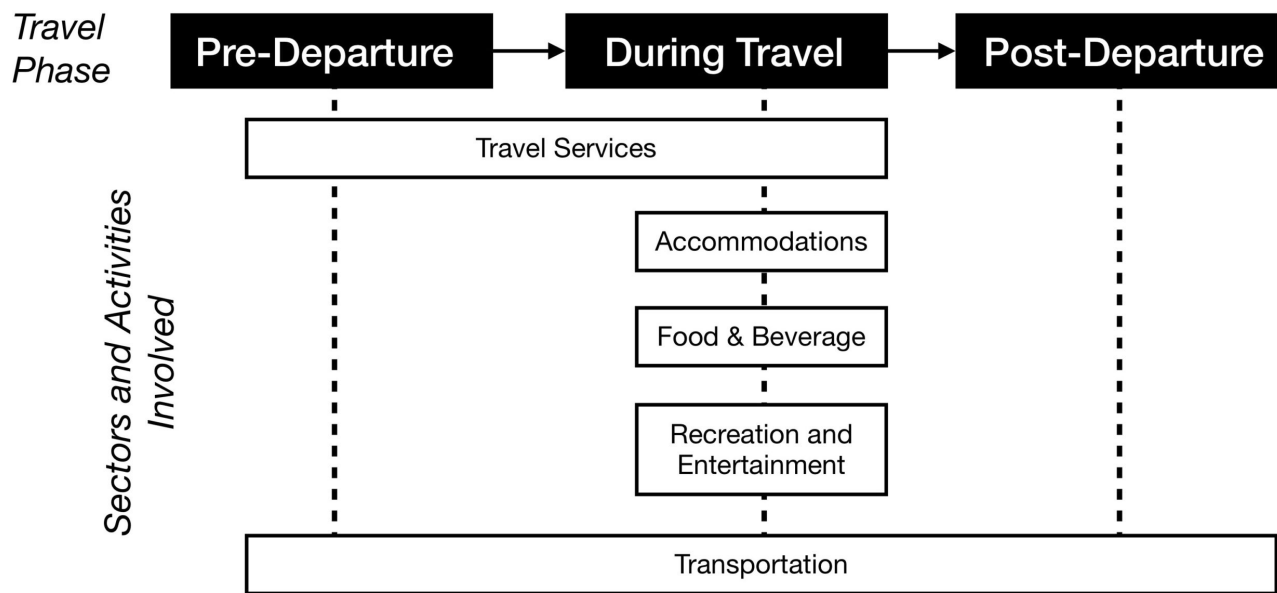 Travel
Phase
Pre-Departure
During Travel
Post-Departure
Travel Services
Accommodations
Food & Beverage
Recreation and
Entertainment
Transportation
Sectors and Activities
Involved